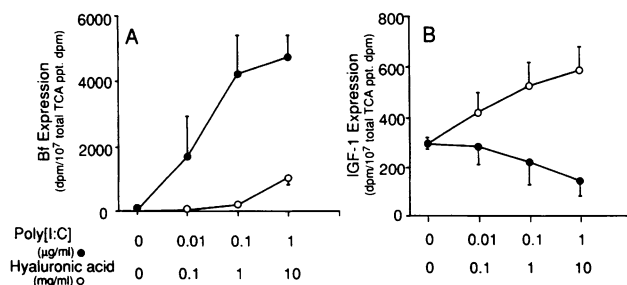 A
6000
4000
2000
0
Bf Expression
(dpm/10⁷ total TCA ppt. dpm)
B
800
600
400
300
0
IGF-1 Expression
(dpm/10⁷ total TCA ppt. dpm)
Poly[I:C] 0 0.01 0.1 1 0 0.01 0.1 1
(μg/ml)
Hyaluronic acid 0 0.1 1 10 0 0.1 1 10
(mg/ml)